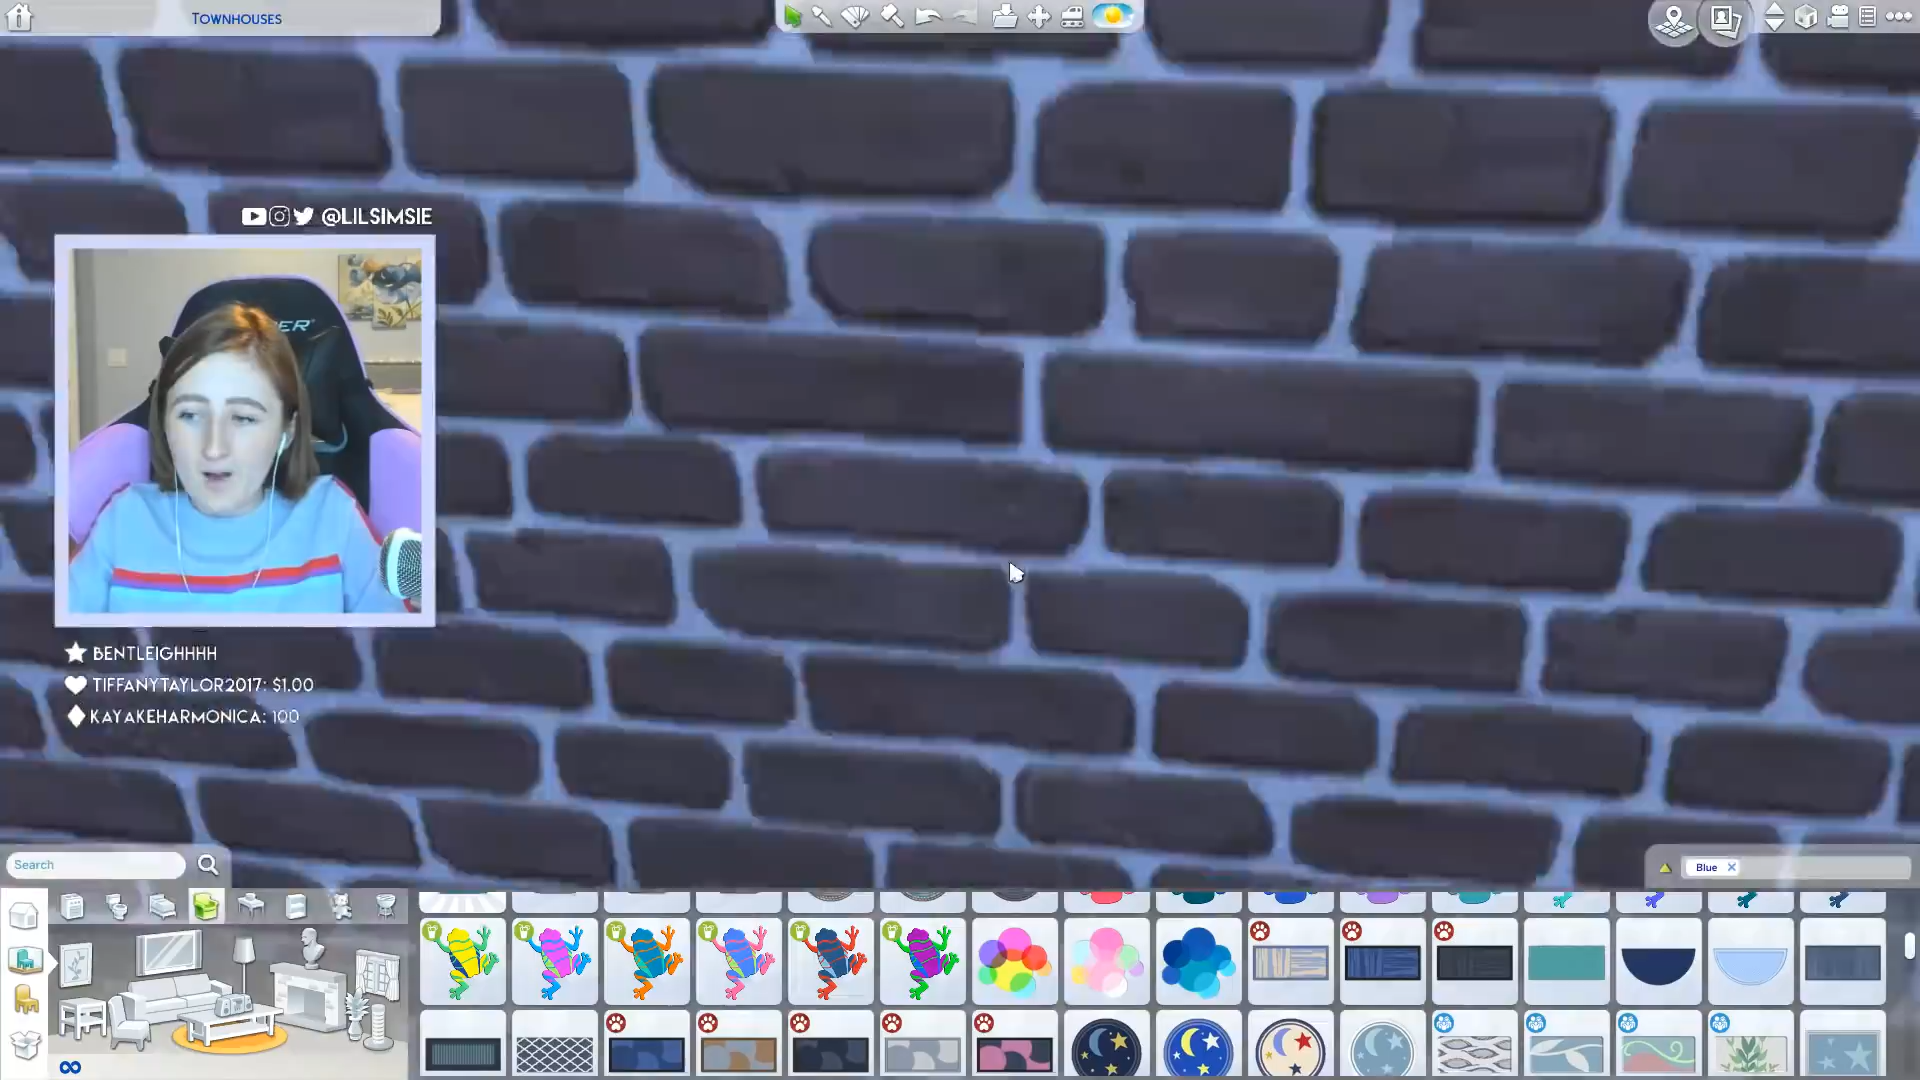 TOWNHOUSES
@LILSIMSIE
BENTLEIGHHHH
TIFFANYTAYLOR2017: $1.00
KAYAKEHARMONICA: 100
Search
Blue